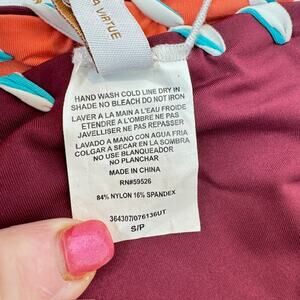 VIRTUE
HAND WASH COLD LINE DRY IN
SHADE NO BLEACH DO NOT IRON
LAVER A LA MAIN A L'EAU FROIDE
ETENDRE A L'OMBRE NE PAS
JAVELLISER NE PAS REPASSER
LAVADO A MANO CON AGUA FRIA
COLGAR A SECAR EN LA SOMBRA
NO USE BLANQUEADOR
NO PLANCHAR
MADE IN CHINA
RN#59526
84% NYLON 16% SPANDEX
364307/076136UT
S/P